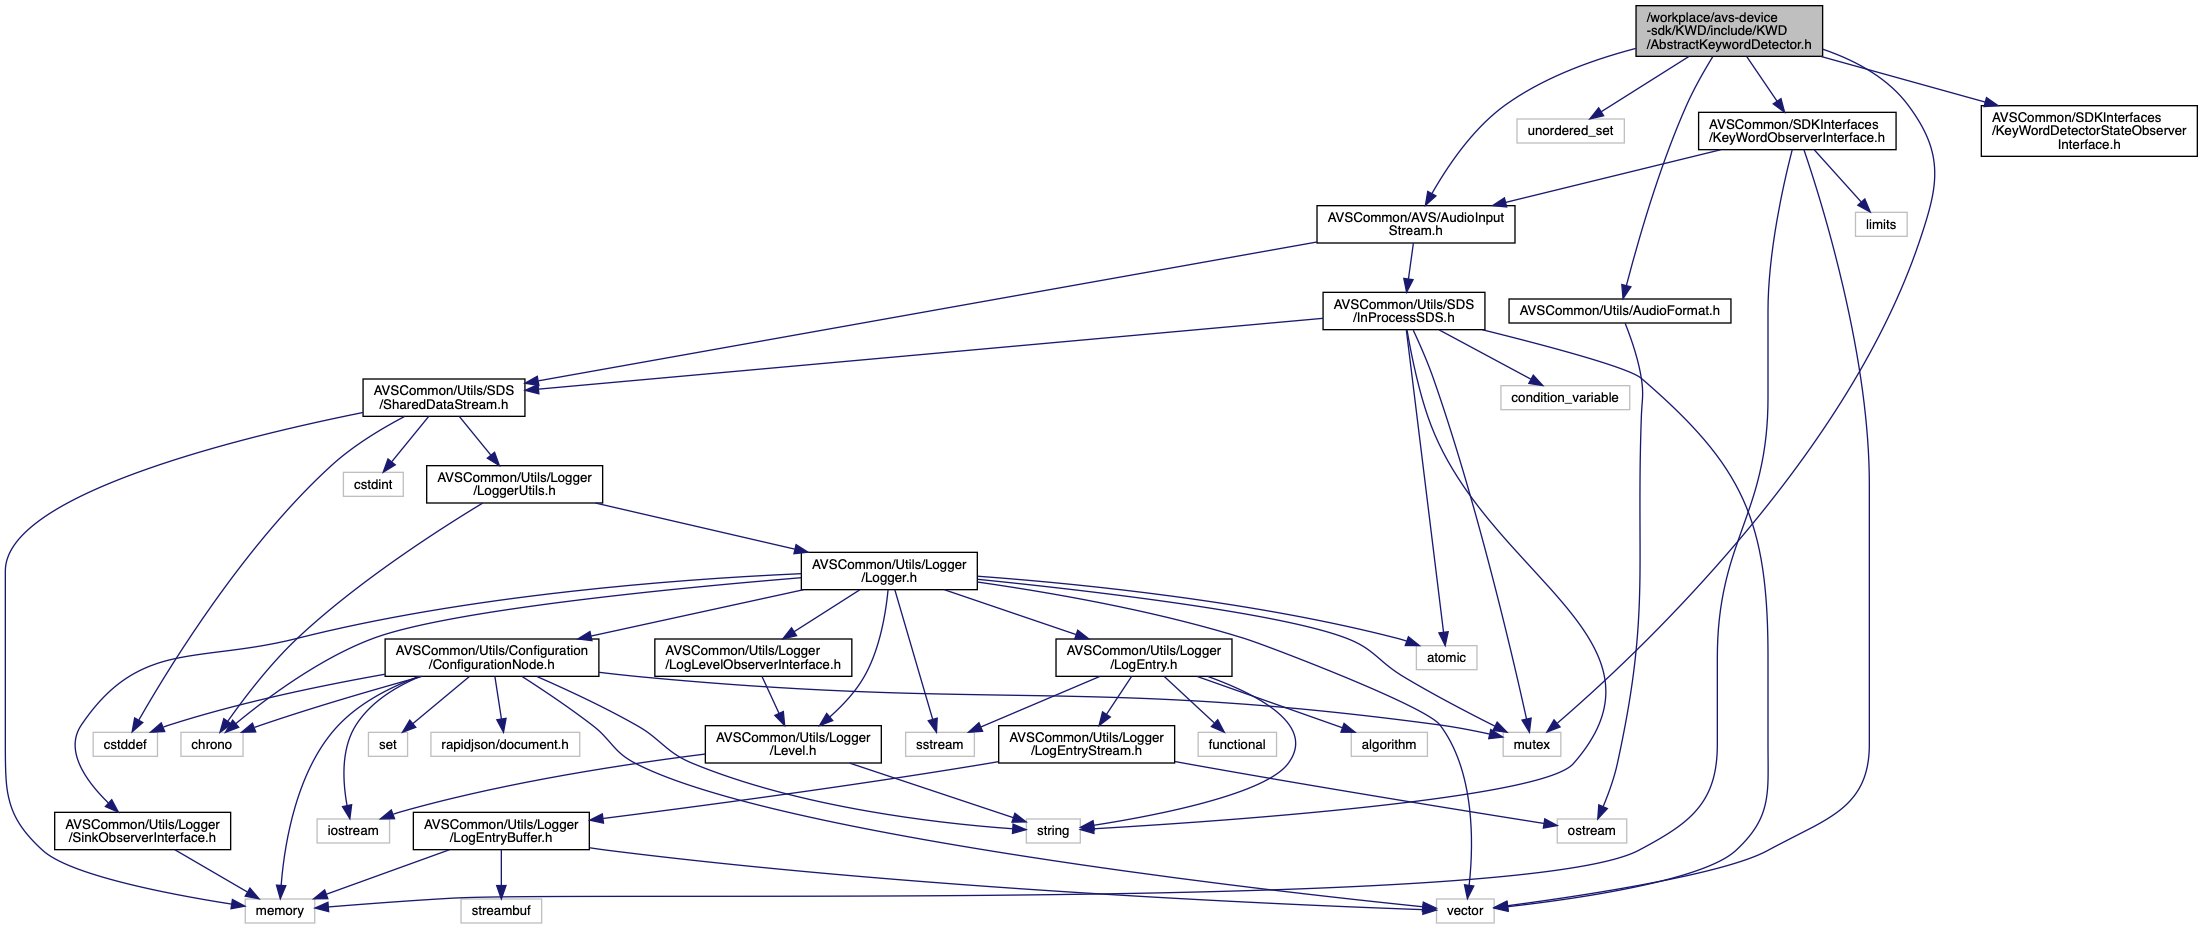 /workplace/avs-device
-sdk/KWD/include/KWD
/AbstractKeywordDetector.h
unordered_set
AVSCommon/SDKInterfaces
/KeyWordObserverInterface.h
AVSCommon/SDKInterfaces
/KeyWordDetectorStateObserver
Interface.h
AVSCommon/AVS/AudioInput
Stream.h
limits
AVSCommon/Utils/SDS
/InProcessSDS.h
AVSCommon/Utils/AudioFormat.h
AVSCommon/Utils/SDS
/SharedDataStream.h
condition_variable
cstdint
AVSCommon/Utils/Logger
/LoggerUtils.h
AVSCommon/Utils/Logger
/Logger.h
AVSCommon/Utils/Configuration
/ConfigurationNode.h
AVSCommon/Utils/Logger
/LogLevelObserverInterface.h
AVSCommon/Utils/Logger
/LogEntry.h
atomic
cstddef
chrono
set
rapidjson/document.h
AVSCommon/Utils/Logger
/Level.h
sstream
AVSCommon/Utils/Logger
/LogEntryStream.h
functional
algorithm
mutex
AVSCommon/Utils/Logger
/SinkObserverInterface.h
iostream
AVSCommon/Utils/Logger
/LogEntryBuffer.h
string
ostream
memory
streambuf
vector